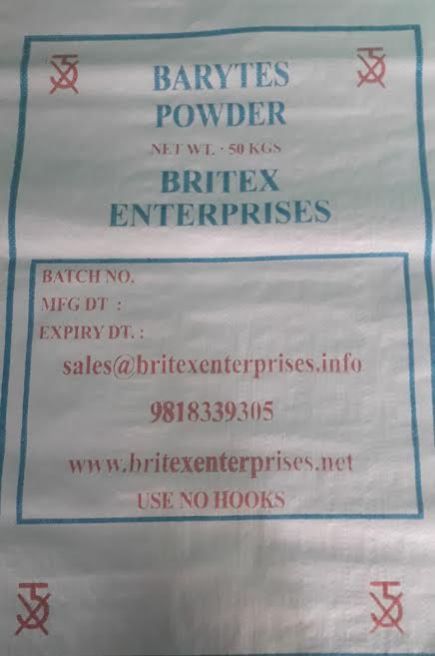 BARYTES
POWDER
NET WT. - 50 KGS
BRITEX
ENTERPRISES
BATCH NO.
MFG DT :
EXPIRY DT. :
sales@britexenterprises.info
9818339305
www.britexenterprises.net
USE NO HOOKS